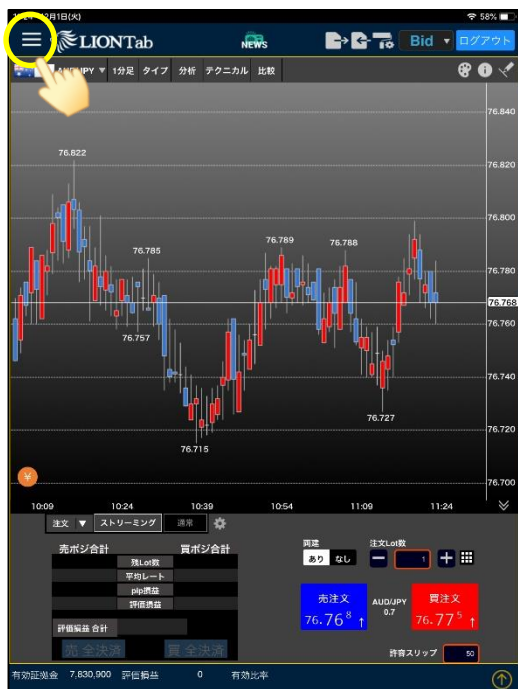 2月1日(火) 58%
LIONTab NEWS Bid ▼ ログアウト
AUD/JPY ▼ 1分足 タイプ 分析 テクニカル 比較
76.840
76.822
76.820
76.800
76.789 76.788
76.785
76.780
76.768
76.760
76.757
76.740
76.727
76.720
76.715
76.700
¥
10:09 10:24 10:39 10:54 11:09 11:24
注文 ▼ ストリーミング 通常
売ポジ合計 買ポジ合計
残Lot数
平均レート
pip損益
評価損益
評価損益 合計
売 全決済 買 全決済
両建 注文Lot数
あり なし 1
売注文 AUD/JPY 買注文
76.76⁸ ↑ 0.7 76.77⁵ ↑
許容スリップ 50
有効証拠金 7,830,900 評価損益 0 有効比率